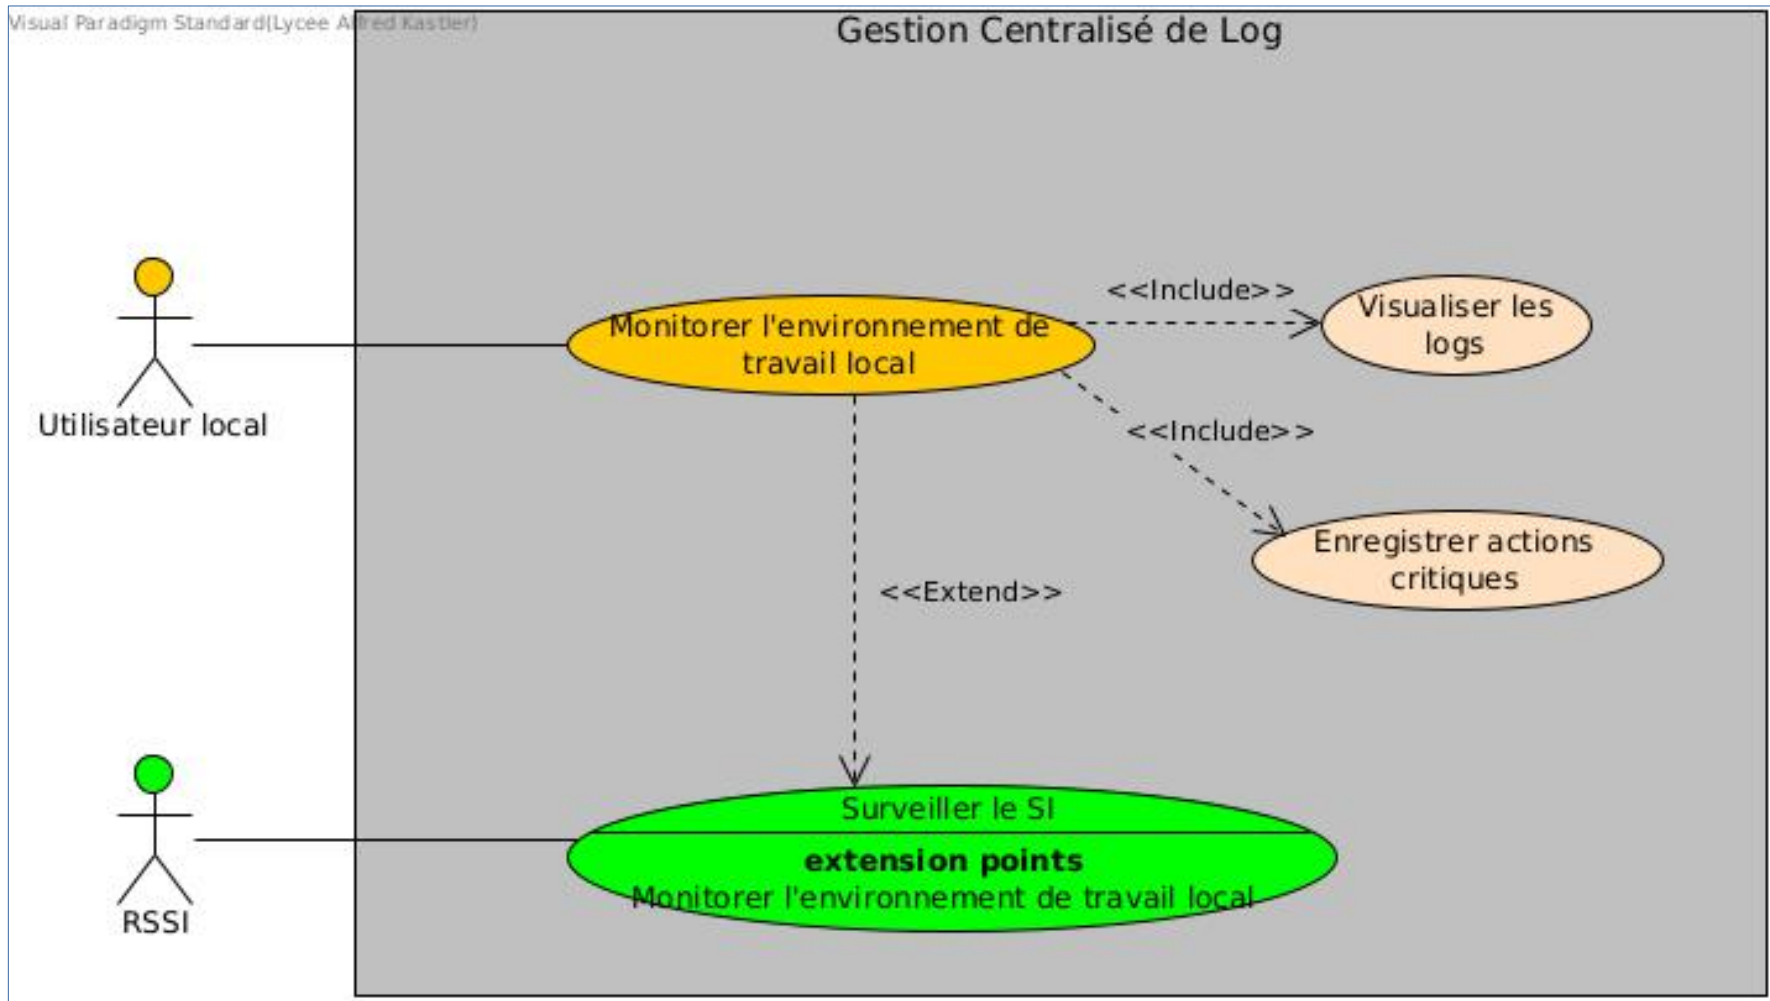 Visual Paradigm Standard(Lycee Alfred Kastler)
Gestion Centralisé de Log
<<Include>>
Visualiser les
logs
Monitorer l'environnement de
travail local
Utilisateur local
<<Include>>
Enregistrer actions
critiques
<<Extend>>
Surveiller le SI
extension points
Monitorer l'environnement de travail local
RSSI